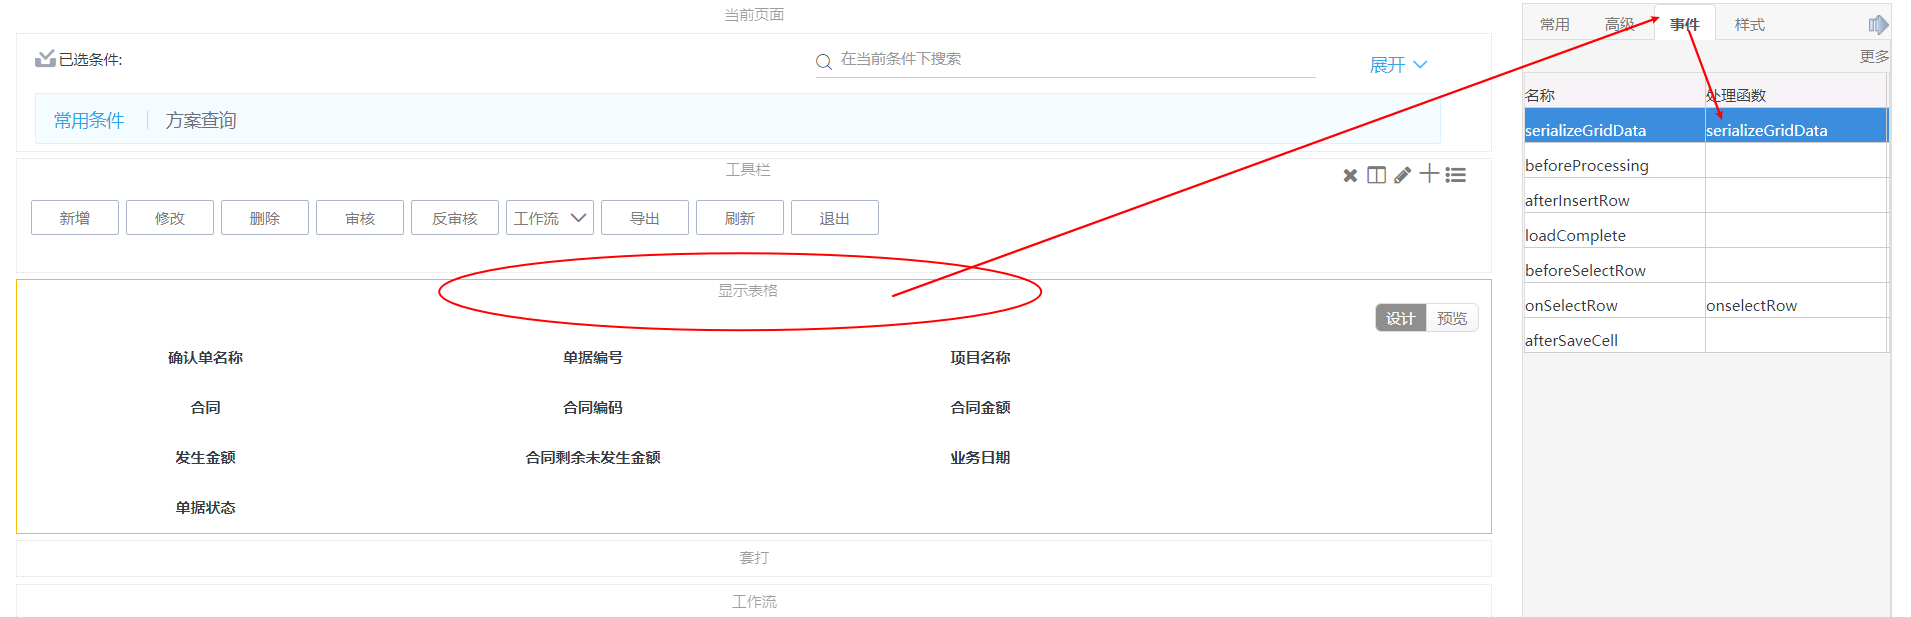 当前页面
已选条件:
在当前条件下搜索
展开
常用条件
方案查询
工具栏
新增 修改 删除 审核 反审核 工作流 导出 刷新 退出
显示表格
设计 预览
确认单名称 单据编号 项目名称
合同 合同编码 合同金额
发生金额 合同剩余未发生金额 业务日期
单据状态
套打
工作流
常用 高级 事件 样式
更多
名称 处理函数
serializeGridData serializeGridData
beforeProcessing
afterInsertRow
loadComplete
beforeSelectRow
onSelectRow onselectRow
afterSaveCell